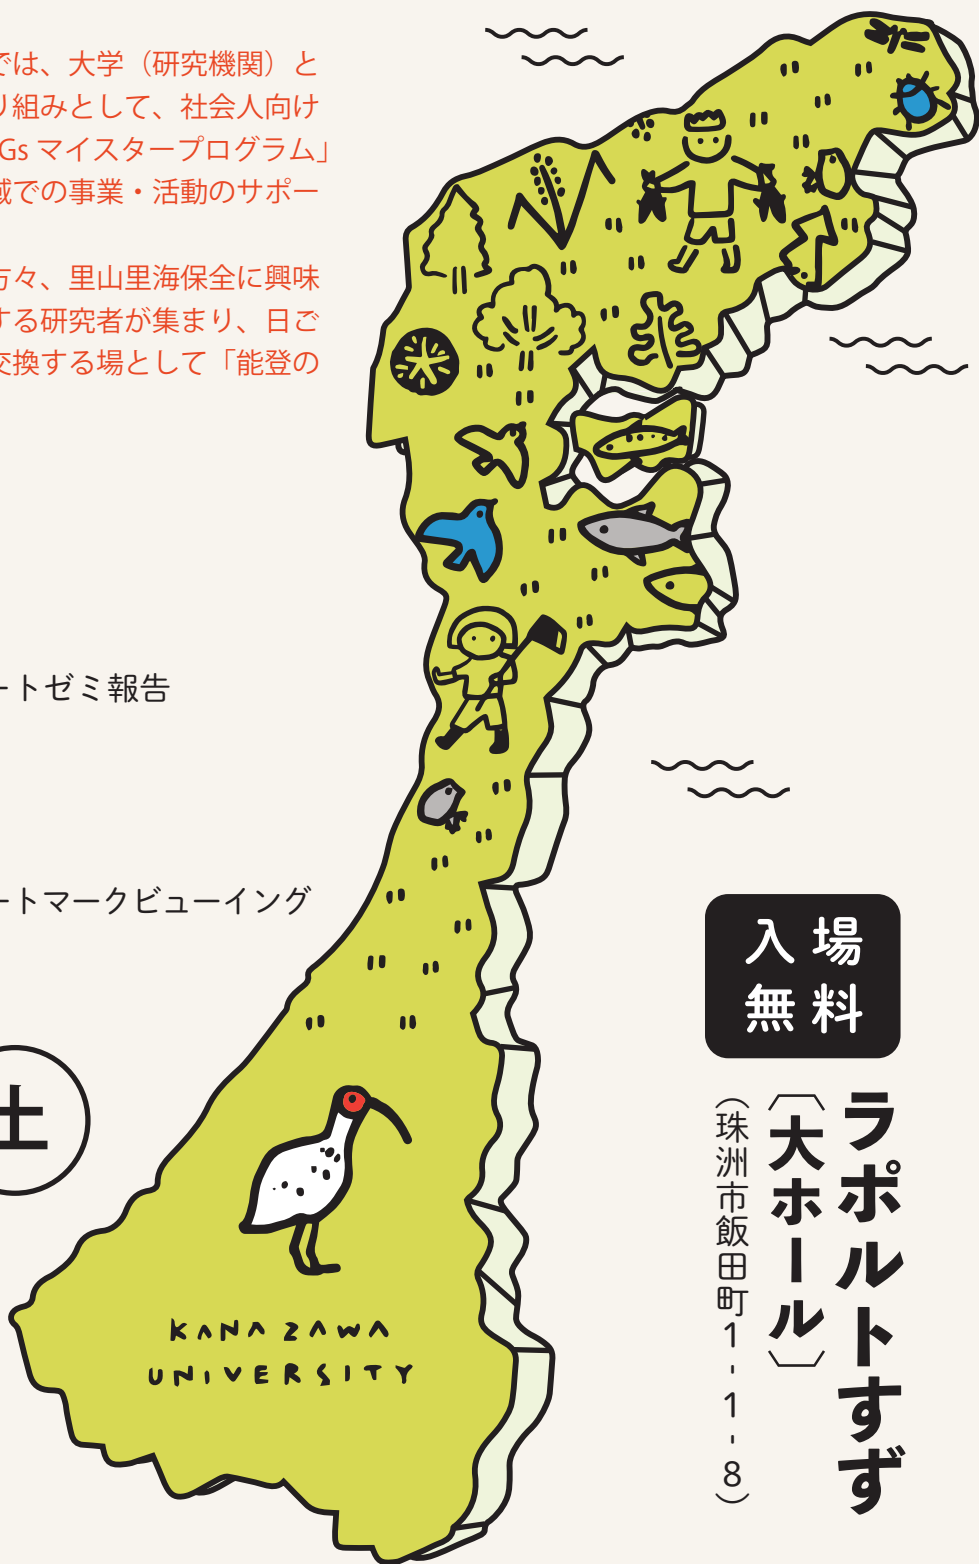 では、大学（研究機関）と
り組みとして、社会人向け
Gs マイスタープログラム」
域での事業・活動のサポー
方々、里山里海保全に興味
する研究者が集まり、日ご
交換する場として「能登の
ートゼミ報告
ートマークビューイング
土
入場
無料
ラポルトすず
〔大ホール〕
（珠洲市飯田町1-1-8）
KANAZAWA
UNIVERSITY